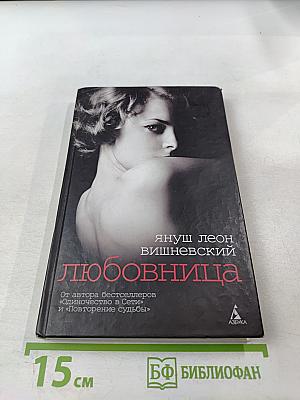 януш леон
вишневский
любовница
От автора бестселлеров
«Одиночество в Сети»
и «Повторение судьбы»
АЗБУКА
15 см
БФ БИБЛИОФАН